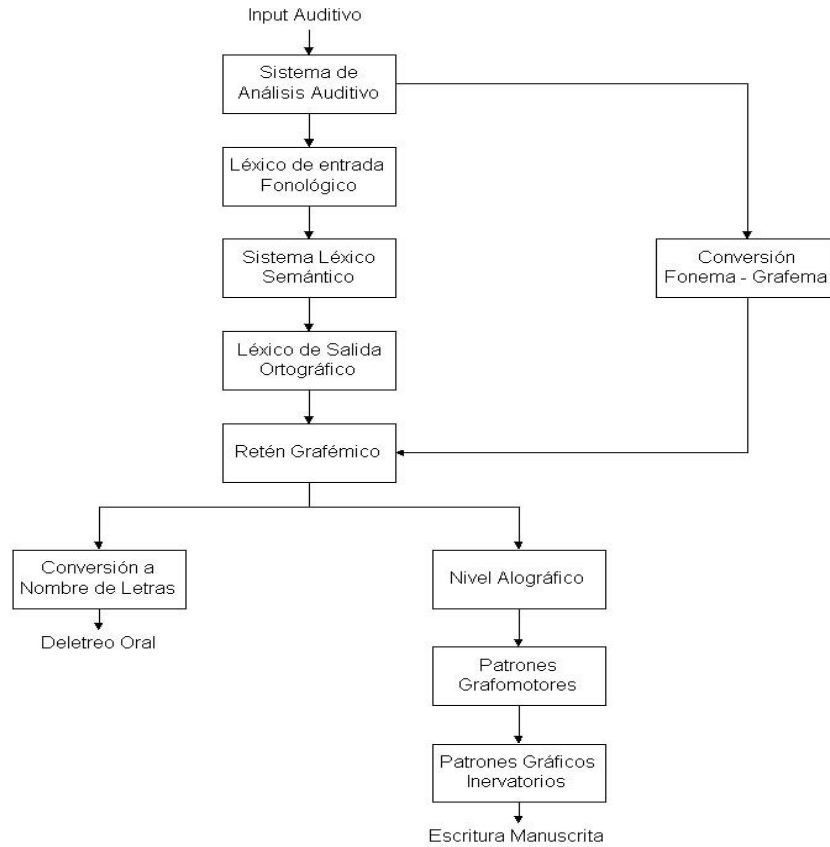 Input Auditivo
Sistema de
Análisis Auditivo
Léxico de entrada
Fonológico
Sistema Léxico
Semántico
Conversión
Fonema - Grafema
Léxico de Salida
Ortográfico
Retén Grafémico
Conversión a
Nombre de Letras
Nivel Alográfico
Deletreo Oral
Patrones
Grafomotores
Patrones Gráficos
Inervatorios
Escritura Manuscrita